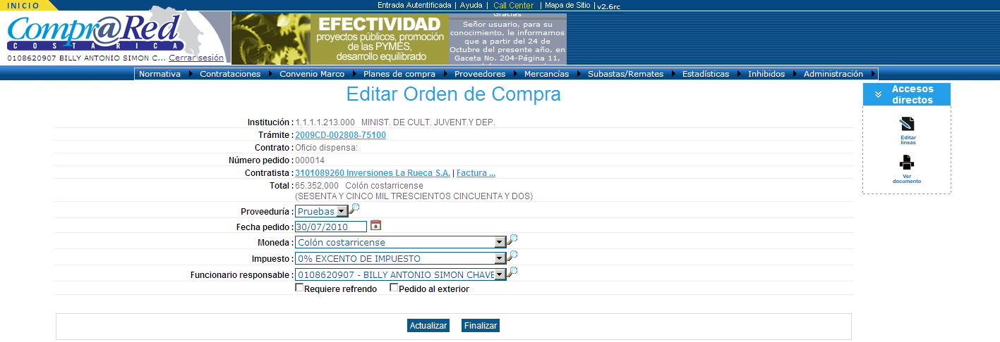 INICIO
Entrada Autentificada | Ayuda | Call Center | Mapa de Sitio | v2.6rc
Compr@Red
COSTARICA
0108620907 BILLY ANTONIO SIMON C... Cerrar sesión
EFECTIVIDAD
proyectos públicos, promoción
de las PYMES,
desarrollo equilibrado
Gracias
Señor usuario, para su
conocimiento, le informamos
que a partir del 24 de
Octubre del presente año, en
Gaceta No. 204-Página 11,
Normativa Contrataciones Convenio Marco Planes de compra Proveedores Mercancías Subastas/Remates Estadísticas Inhibidos Administración
Editar Orden de Compra
Institución : 1.1.1.1.213.000 MINIST. DE CULT. JUVENT.Y DEP.
Trámite : 2009CD-002808-75100
Contrato : Oficio dispensa:
Número pedido : 000014
Contratista : 3101089260 Inversiones La Rueca S.A. | Factura ...
Total : 65.352,000 Colón costarricense
(SESENTA Y CINCO MIL TRESCIENTOS CINCUENTA Y DOS)
Proveeduría : Pruebas
Fecha pedido : 30/07/2010
Moneda : Colón costarricense
Impuesto : 0% EXCENTO DE IMPUESTO
Funcionario responsable : 0108620907 - BILLY ANTONIO SIMON CHAVE
Requiere refrendo Pedido al exterior
Actualizar Finalizar
Accesos
directos
Editar
líneas
Ver
documento